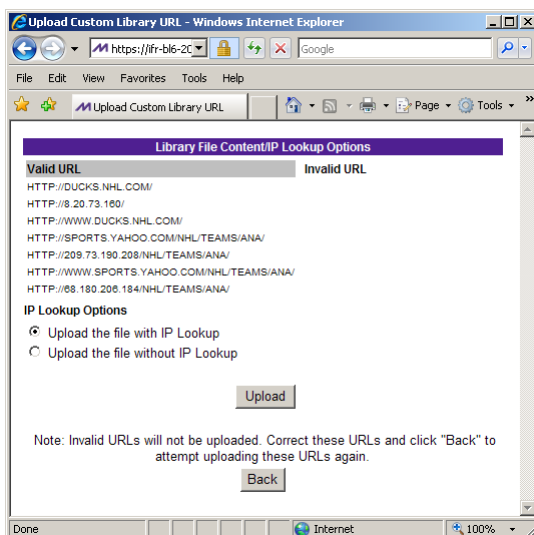 Upload Custom Library URL - Windows Internet Explorer
https://ifr-bl6-20 Google
File Edit View Favorites Tools Help
Upload Custom Library URL Page Tools »
Library File Content/IP Lookup Options
Valid URL Invalid URL
HTTP://DUCKS.NHL.COM/
HTTP://8.20.73.160/
HTTP://WWW.DUCKS.NHL.COM/
HTTP://SPORTS.YAHOO.COM/NHL/TEAMS/ANA/
HTTP://209.73.190.208/NHL/TEAMS/ANA/
HTTP://WWW.SPORTS.YAHOO.COM/NHL/TEAMS/ANA/
HTTP://68.180.206.184/NHL/TEAMS/ANA/
IP Lookup Options
Upload the file with IP Lookup
Upload the file without IP Lookup
Upload
Note: Invalid URLs will not be uploaded. Correct these URLs and click "Back" to
attempt uploading these URLs again.
Back
Done Internet 100%